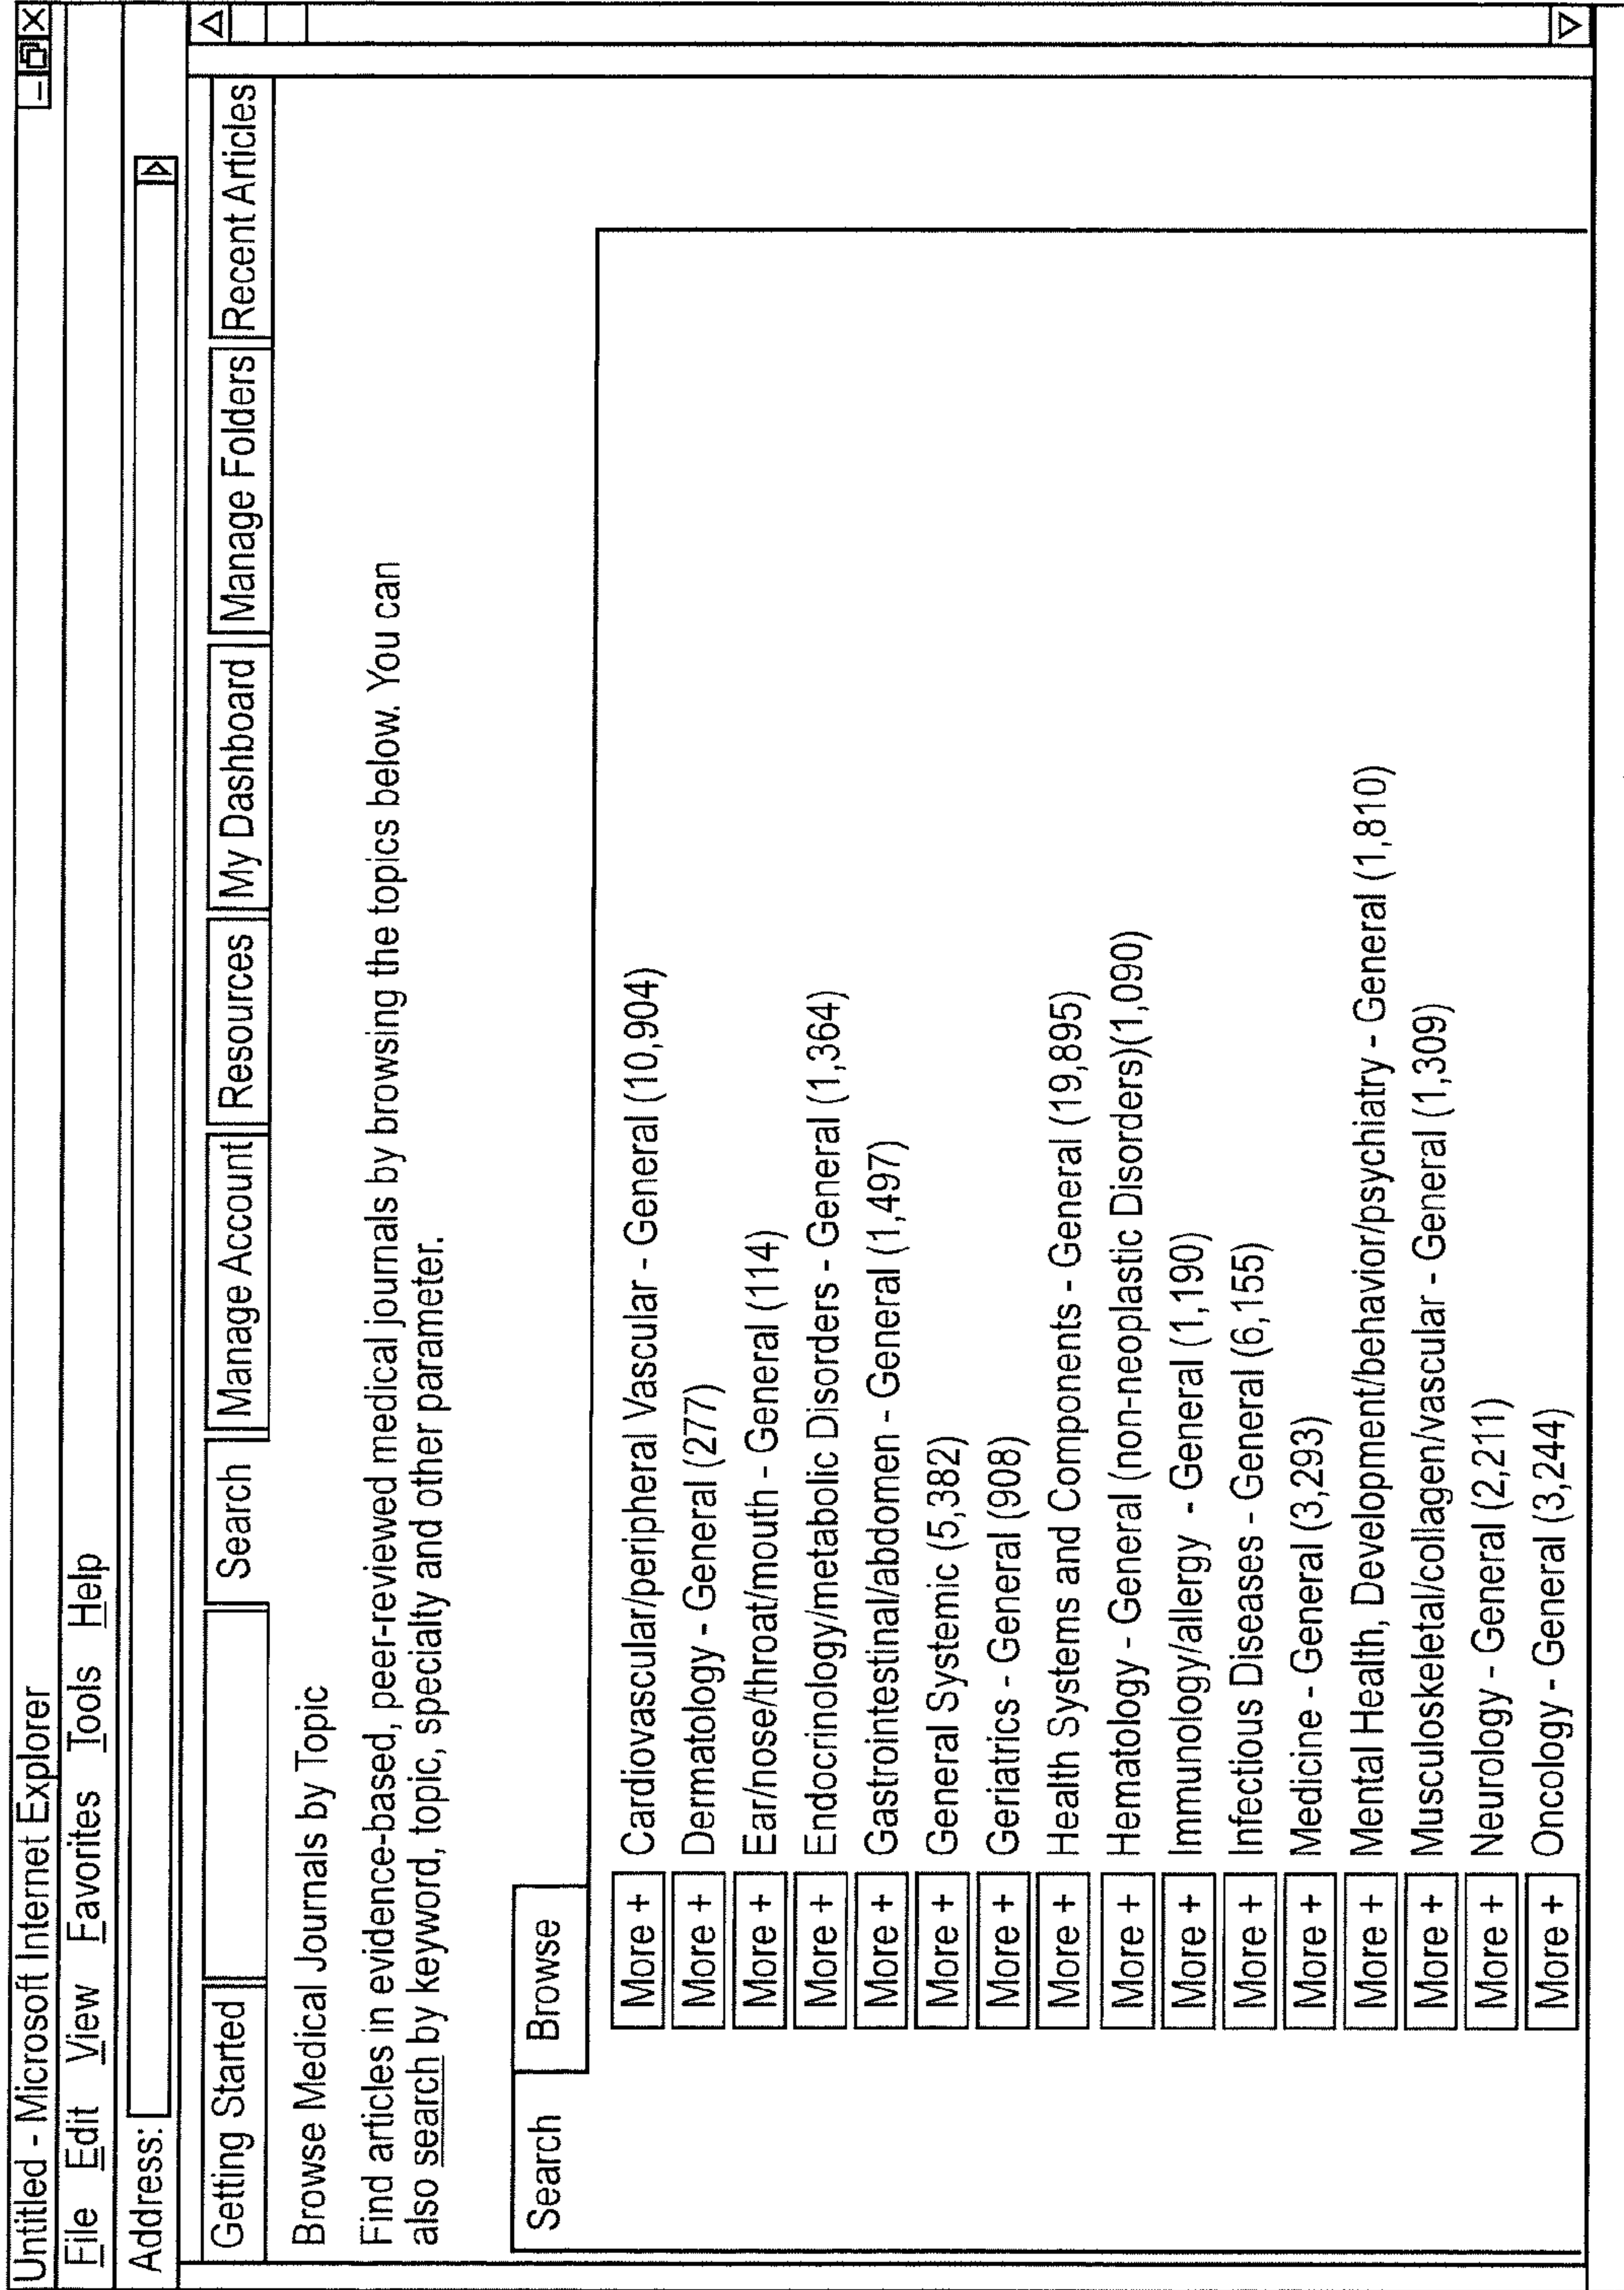 Untitled - Microsoft Internet Explorer
File Edit View Favorites Tools Help
Address:
Getting Started Search Manage Account Resources My Dashboard Manage Folders Recent Articles
Browse Medical Journals by Topic
Find articles in evidence-based, peer-reviewed medical journals by browsing the topics below. You can
also search by keyword, topic, specialty and other parameter.
Search Browse
More + Cardiovascular/peripheral Vascular - General (10,904)
More + Dermatology - General (277)
More + Ear/nose/throat/mouth - General (114)
More + Endocrinology/metabolic Disorders - General (1,364)
More + Gastrointestinal/abdomen - General (1,497)
More + General Systemic (5,382)
More + Geriatrics - General (908)
More + Health Systems and Components - General (19,895)
More + Hematology - General (non-neoplastic Disorders)(1,090)
More + Immunology/allergy - General (1,190)
More + Infectious Diseases - General (6,155)
More + Medicine - General (3,293)
More + Mental Health, Development/behavior/psychiatry - General (1,810)
More + Musculoskeletal/collagen/vascular - General (1,309)
More + Neurology - General (2,211)
More + Oncology - General (3,244)